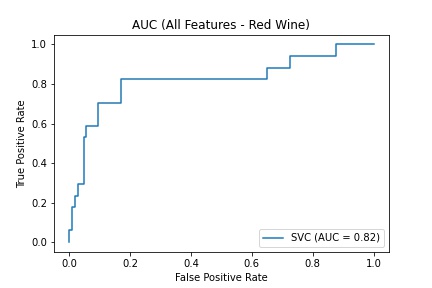 AUC (All Features - Red Wine)
True Positive Rate
1.0
0.8
0.6
0.4
0.2
0.0
SVC (AUC = 0.82)
0.0 0.2 0.4 0.6 0.8 1.0
False Positive Rate